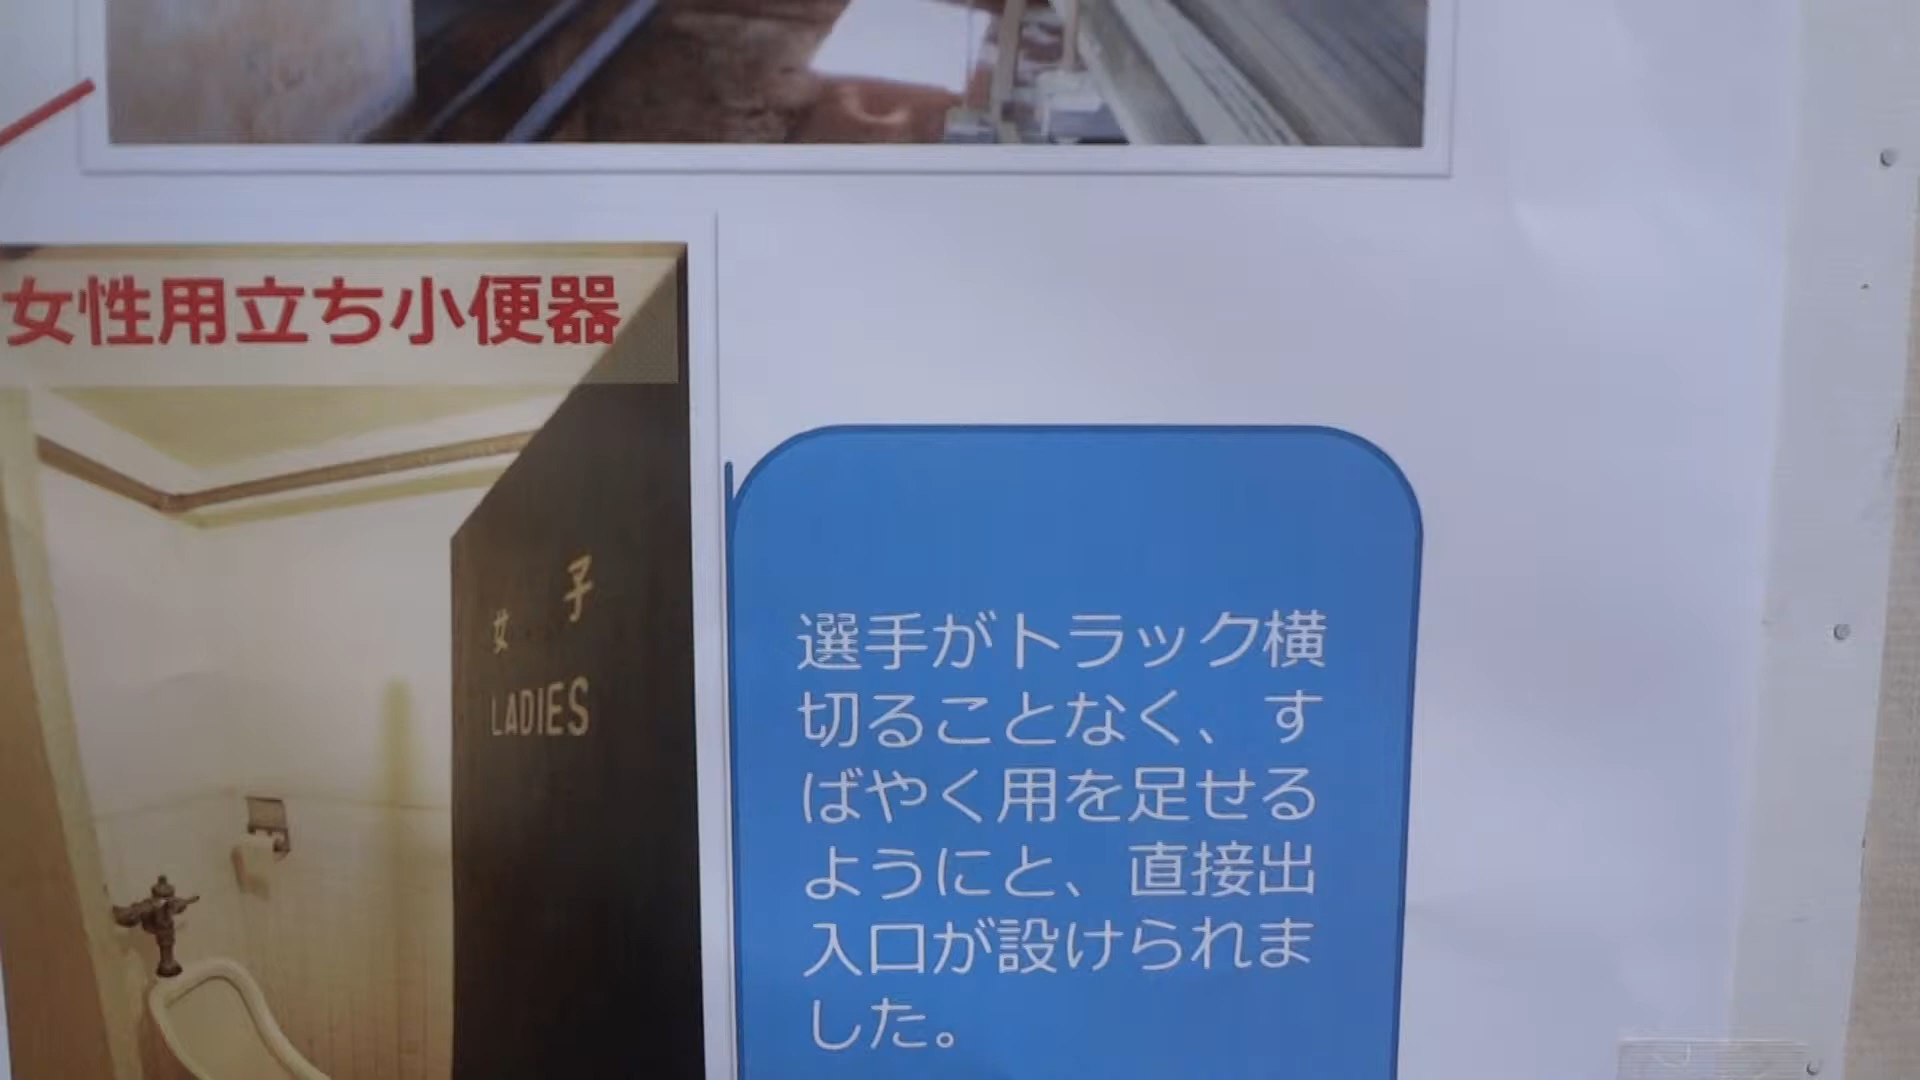 女性用立ち小便器
女子
LADIES
選手がトラック横
切ることなく、す
ばやく用を足せる
ようにと、直接出
入口が設けられま
した。